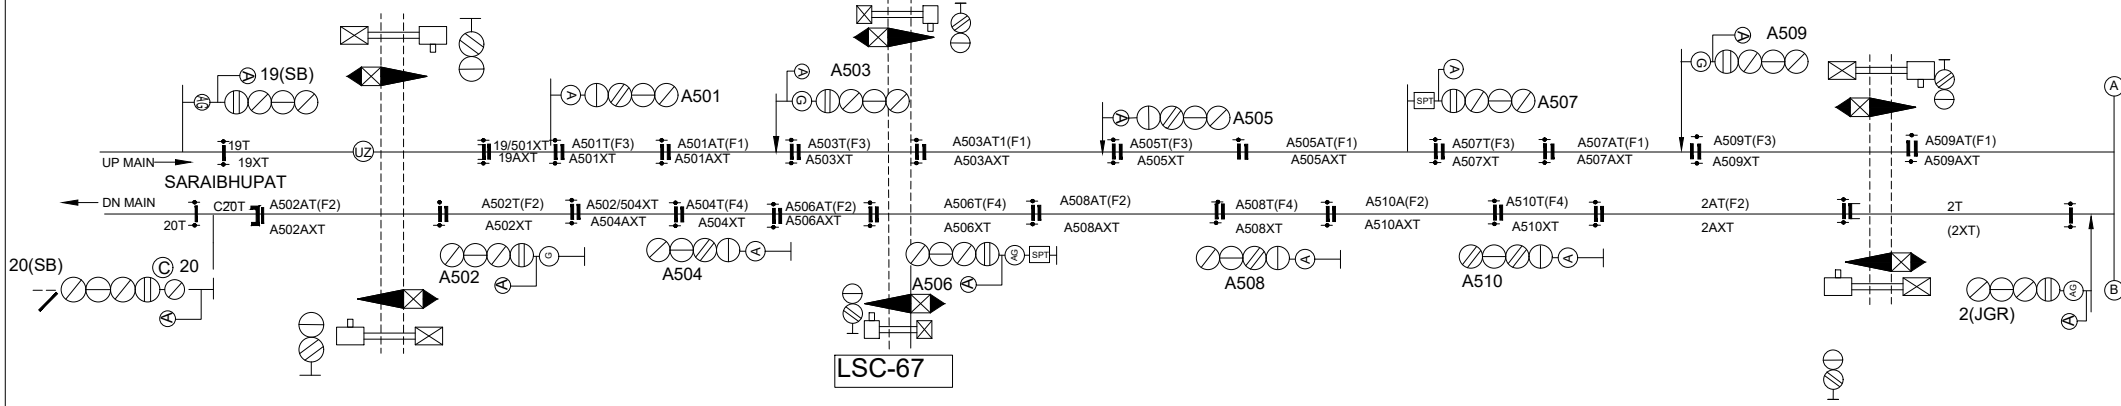 A
19(SB)
AG
A
A501
A
A503
G
A
A505
A
SPT
A507
A
A509
G
A
UP MAIN
19T
19XT
UZ
19/501XT
19AXT
A501T(F3)
A501XT
A501AT(F1)
A501AXT
A503T(F3)
A503XT
A503AT1(F1)
A503AXT
A505T(F3)
A505XT
A505AT(F1)
A505AXT
A507T(F3)
A507XT
A507AT(F1)
A507AXT
A509T(F3)
A509XT
A509AT(F1)
A509AXT
SARAIBHUPAT
DN MAIN
20T
C20T
A502AT(F2)
A502AXT
A502T(F2)
A502XT
A502/504XT
A504AXT
A504T(F4)
A504XT
A506AT(F2)
A506AXT
A506T(F4)
A506XT
A508AT(F2)
A508AXT
A508T(F4)
A508XT
A510A(F2)
A510AXT
A510T(F4)
A510XT
2AT(F2)
2AXT
2T
(2XT)
20(SB)
C 20
A
A502
G
A
A504
A
A506
AG
SPT
A
A508
A
A510
A
2(JGR)
AG
A
B
LSC-67